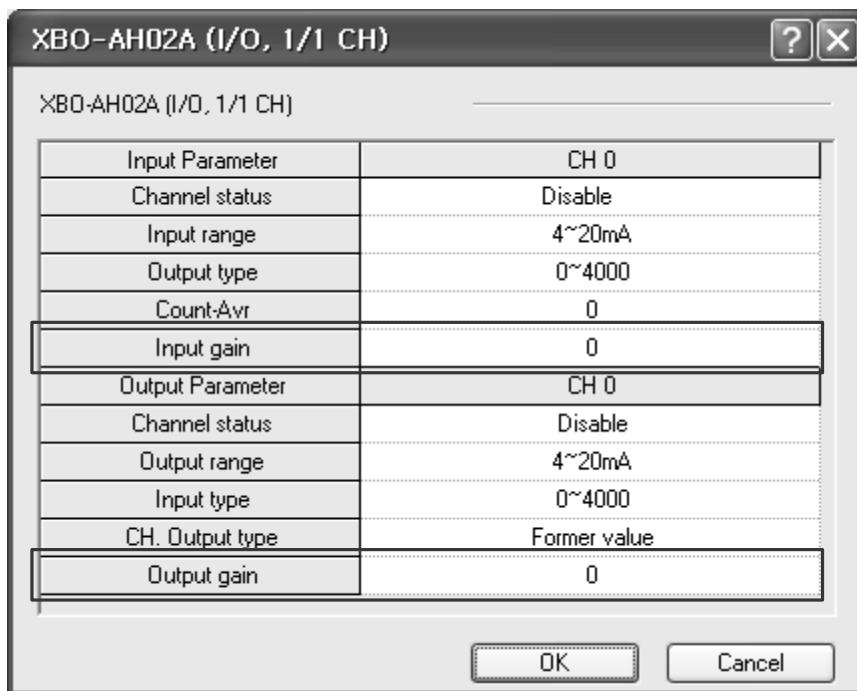 XBO-AH02A (I/O, 1/1 CH)
XBO-AH02A (I/O, 1/1 CH)
Input Parameter CH 0
Channel status Disable
Input range 4~20mA
Output type 0~4000
Count-Avr 0
Input gain 0
Output Parameter CH 0
Channel status Disable
Output range 4~20mA
Input type 0~4000
CH. Output type Former value
Output gain 0
OK Cancel